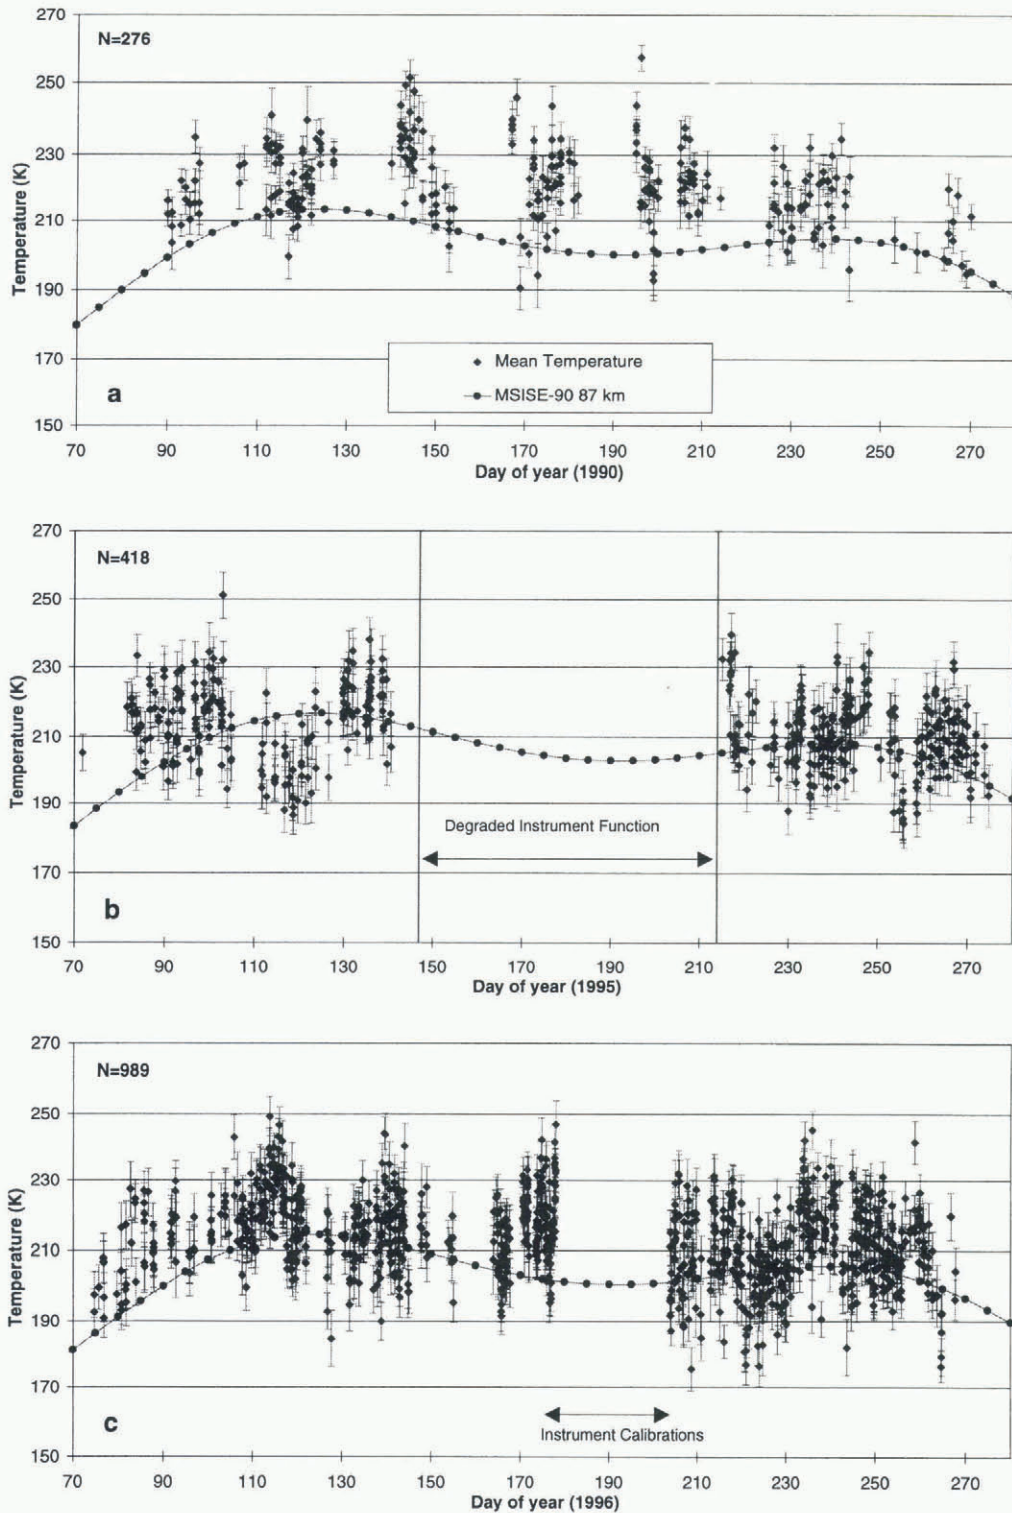 270
N=276
250
230
210
190
170
150
Temperature (K)
Mean Temperature
MSISE-90 87 km
a
70 90 110 130 150 170 190 210 230 250 270
Day of year (1990)
270
N=418
250
230
210
190
170
150
Temperature (K)
Degraded Instrument Function
b
70 90 110 130 150 170 190 210 230 250 270
Day of year (1995)
270
N=989
250
230
210
190
170
150
Temperature (K)
Instrument Calibrations
c
70 90 110 130 150 170 190 210 230 250 270
Day of year (1996)